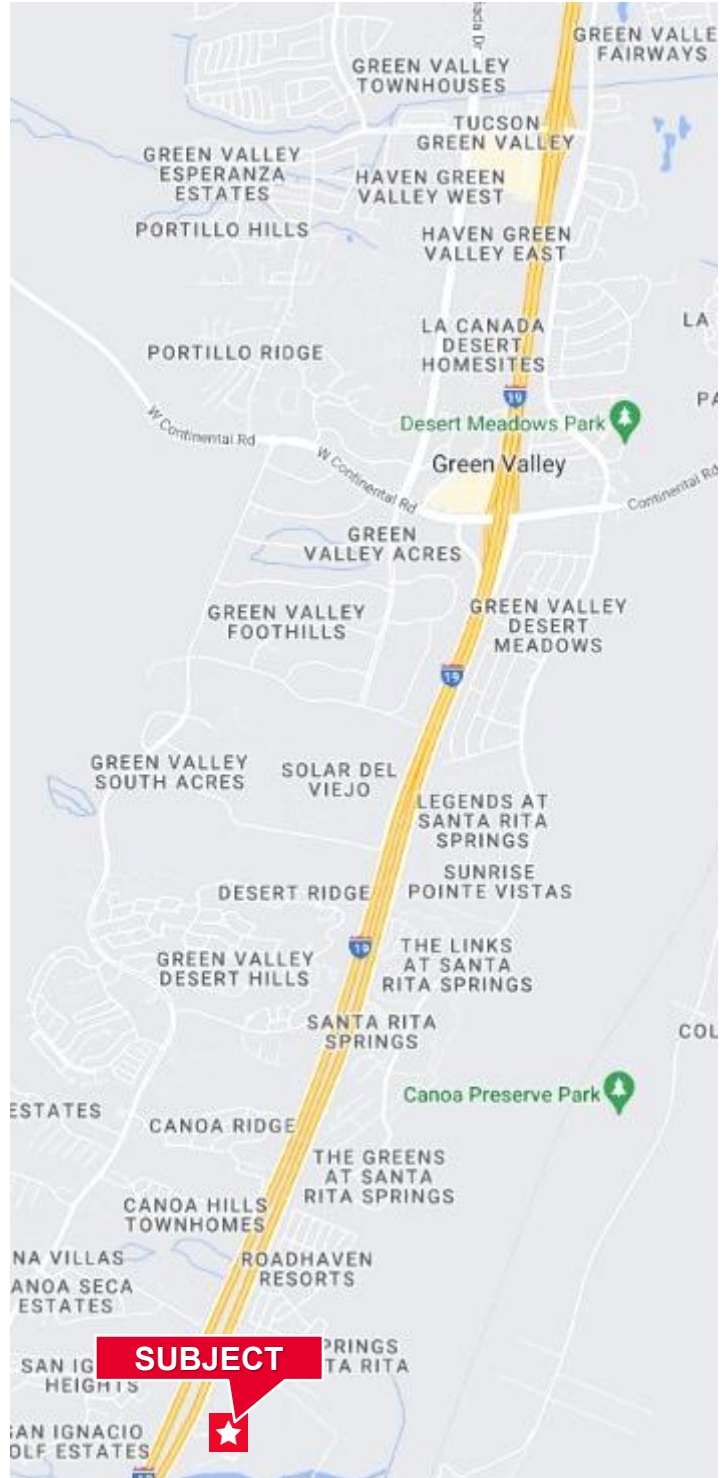 GREEN VALLE
FAIRWAYS
ada Dr
GREEN VALLEY
TOWNHOUSES
TUCSON
GREEN VALLEY
GREEN VALLEY
ESPERANZA
ESTATES
HAVEN GREEN
VALLEY WEST
PORTILLO HILLS
HAVEN GREEN
VALLEY EAST
LA CANADA
DESERT
HOMESITES
LA
PORTILLO RIDGE
19
PA
Desert Meadows Park
W Continental Rd
W Continental Rd
Green Valley
Continental Rd
GREEN
VALLEY ACRES
GREEN VALLEY
FOOTHILLS
GREEN VALLEY
DESERT
MEADOWS
19
GREEN VALLEY
SOUTH ACRES
SOLAR DEL
VIEJO
LEGENDS AT
SANTA RITA
SPRINGS
SUNRISE
POINTE VISTAS
DESERT RIDGE
19
GREEN VALLEY
DESERT HILLS
THE LINKS
AT SANTA
RITA SPRINGS
SANTA RITA
SPRINGS
COL
Canoa Preserve Park
ESTATES
CANOA RIDGE
THE GREENS
AT SANTA
RITA SPRINGS
CANOA HILLS
TOWNHOMES
NA VILLAS
ANOA SECA
ESTATES
ROADHAVEN
RESORTS
SUBJECT
PRINGS
TA RITA
SAN IG
HEIGHTS
SAN IGNACIO
OLF ESTATES